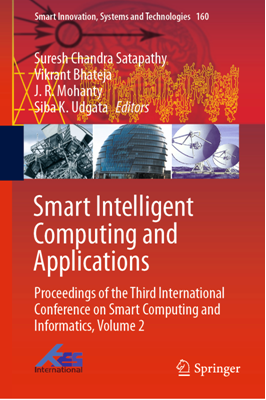 Smart Innovation, Systems and Technologies 160
Suresh Chandra Satapathy
Vikrant Bhateja
J. R. Mohanty
Siba K. Udgata Editors
Smart Intelligent
Computing and
Applications
Proceedings of the Third International
Conference on Smart Computing and
Informatics, Volume 2
KES
International
Springer